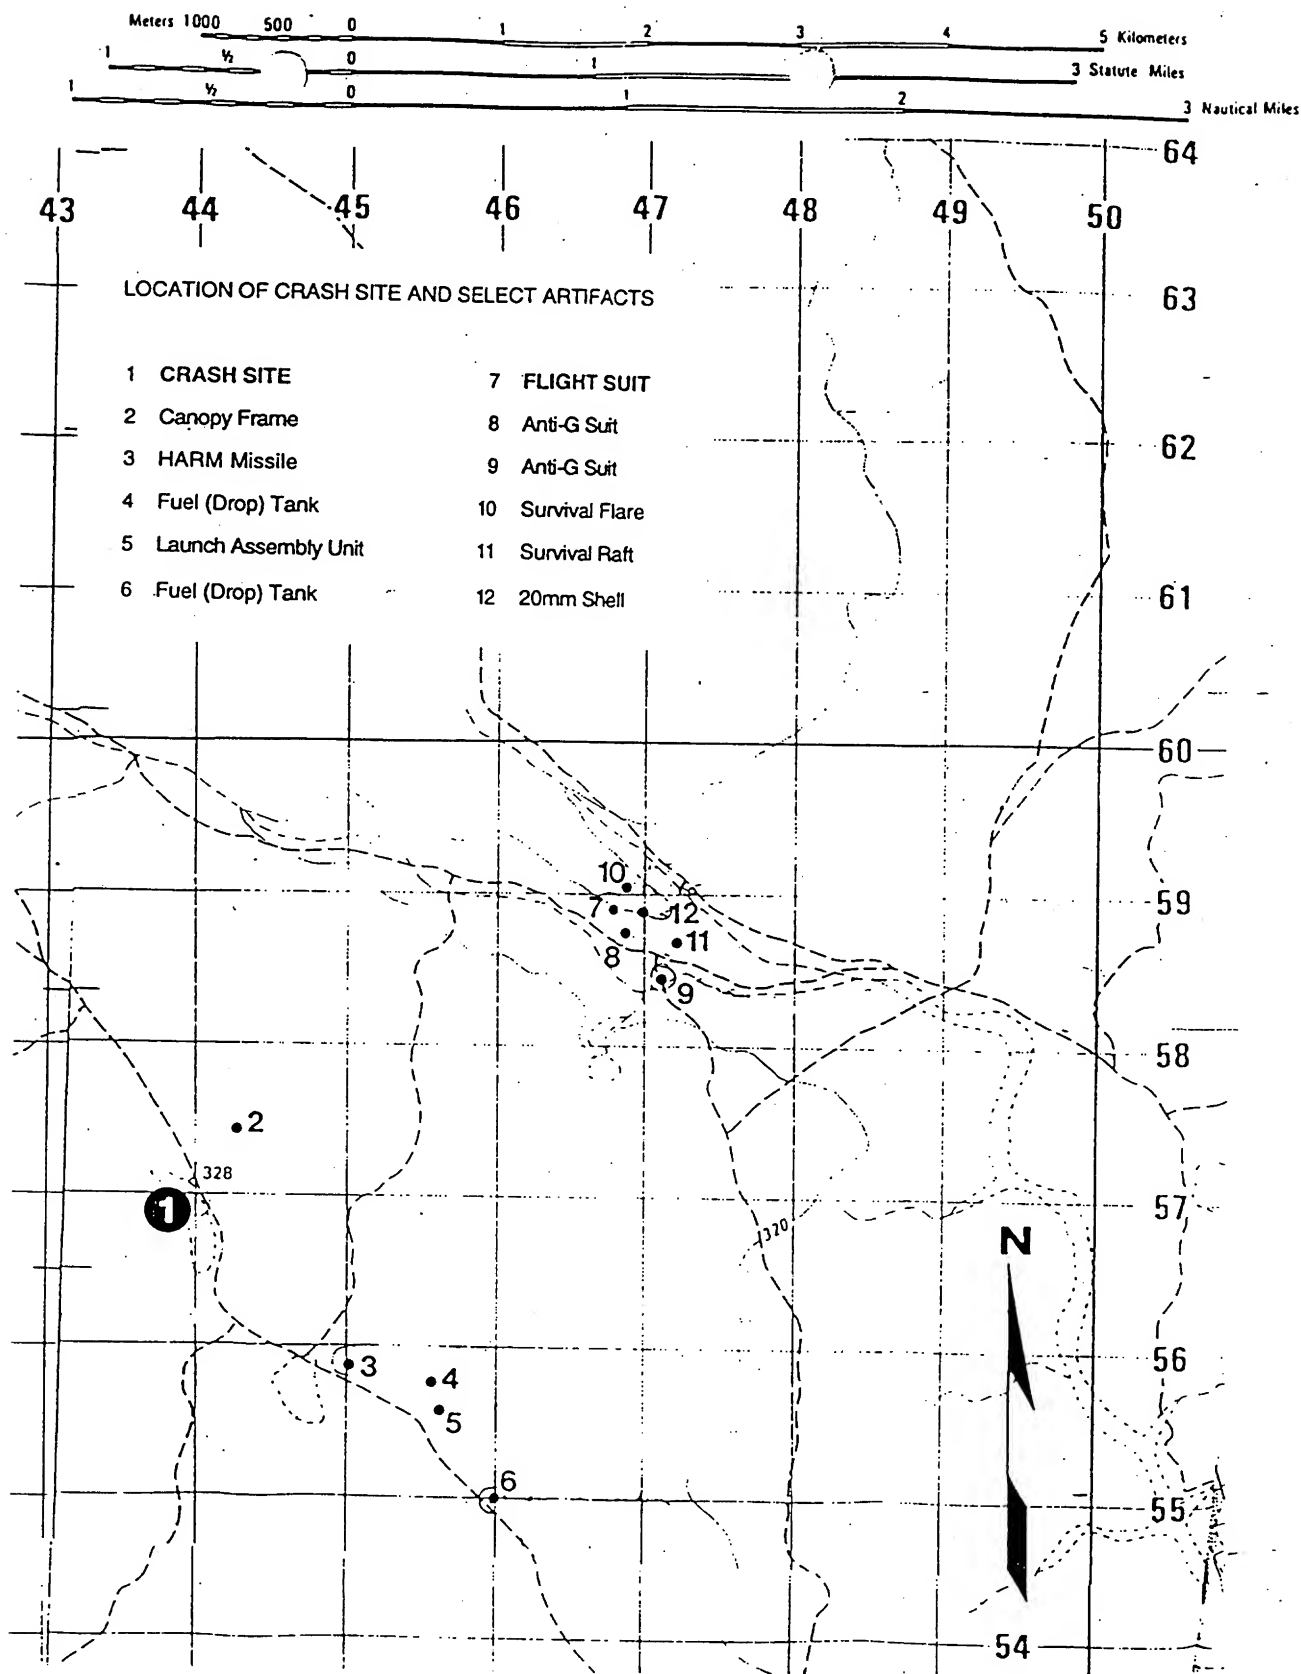 Meters 1000 500 0 1 2 3 4 5 Kilometers
1 ½ 0 1 3 Statute Miles
1 ½ 0 1 2 3 Nautical Miles
64
43 44 45 46 47 48 49 50
LOCATION OF CRASH SITE AND SELECT ARTIFACTS
63
1 CRASH SITE
2 Canopy Frame
3 HARM Missile
4 Fuel (Drop) Tank
5 Launch Assembly Unit
6 Fuel (Drop) Tank
7 FLIGHT SUIT
8 Anti-G Suit
9 Anti-G Suit
10 Survival Flare
11 Survival Raft
12 20mm Shell
62
61
60
10
59
7 12
11
8
9
58
2
328
1
57
320
N
56
3
4
5
6
55
54